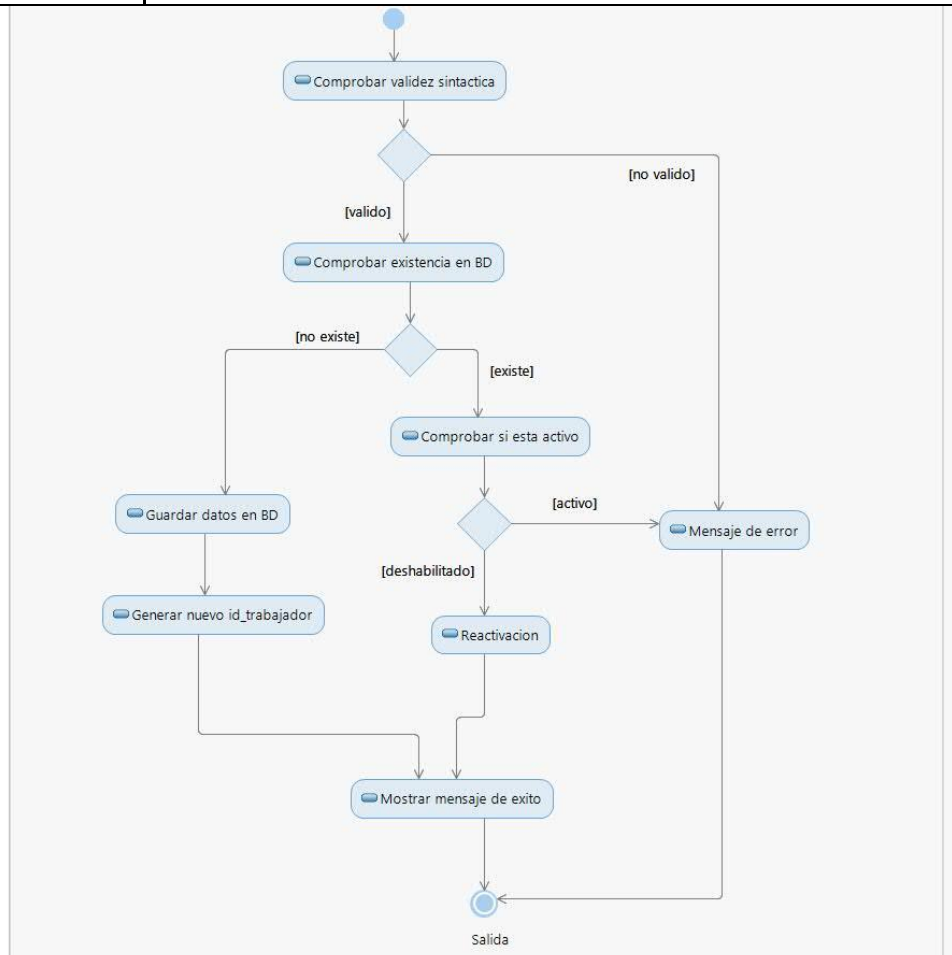 Comprobar validez sintactica
[no valido]
[valido]
Comprobar existencia en BD
[no existe]
[existe]
Comprobar si esta activo
[activo]
Guardar datos en BD
Mensaje de error
[deshabilitado]
Generar nuevo id_trabajador
Reactivacion
Mostrar mensaje de exito
Salida